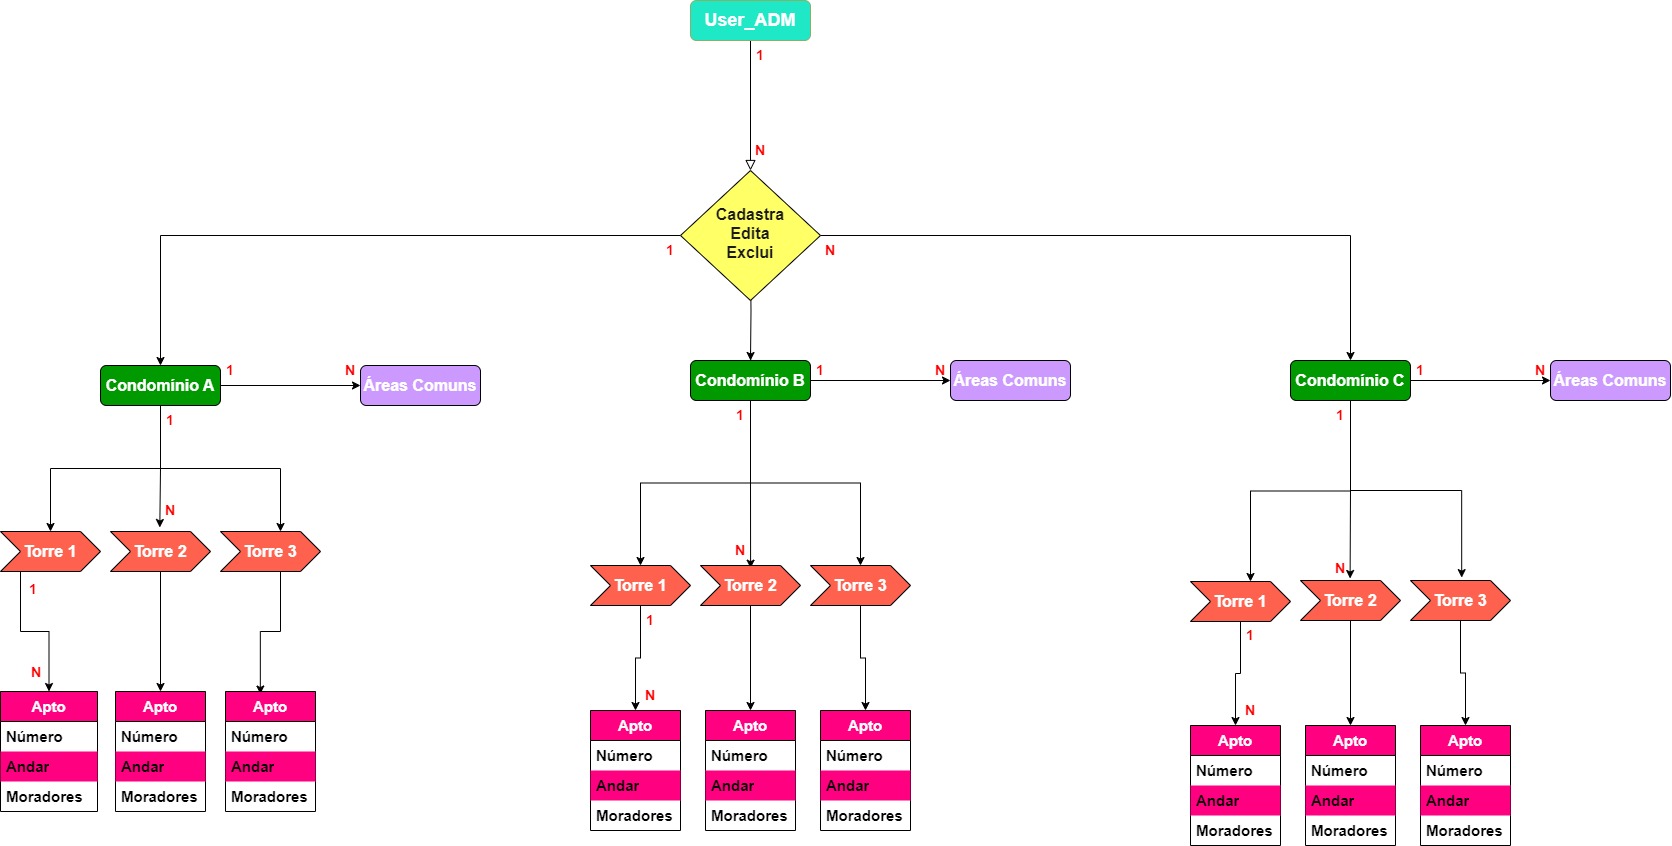 User_ADM
1
N
Cadastra
Edita
Exclui
1
N
Condomínio A
1
N
Áreas Comuns
1
Condomínio B
1
N
Áreas Comuns
1
Condomínio C
1
N
Áreas Comuns
1
N
Torre 1
Torre 2
Torre 3
1
N
Apto
Número
Andar
Moradores
Apto
Número
Andar
Moradores
Apto
Número
Andar
Moradores
N
Torre 1
Torre 2
Torre 3
1
N
Apto
Número
Andar
Moradores
Apto
Número
Andar
Moradores
Apto
Número
Andar
Moradores
N
Torre 1
Torre 2
Torre 3
1
N
Apto
Número
Andar
Moradores
Apto
Número
Andar
Moradores
Apto
Número
Andar
Moradores